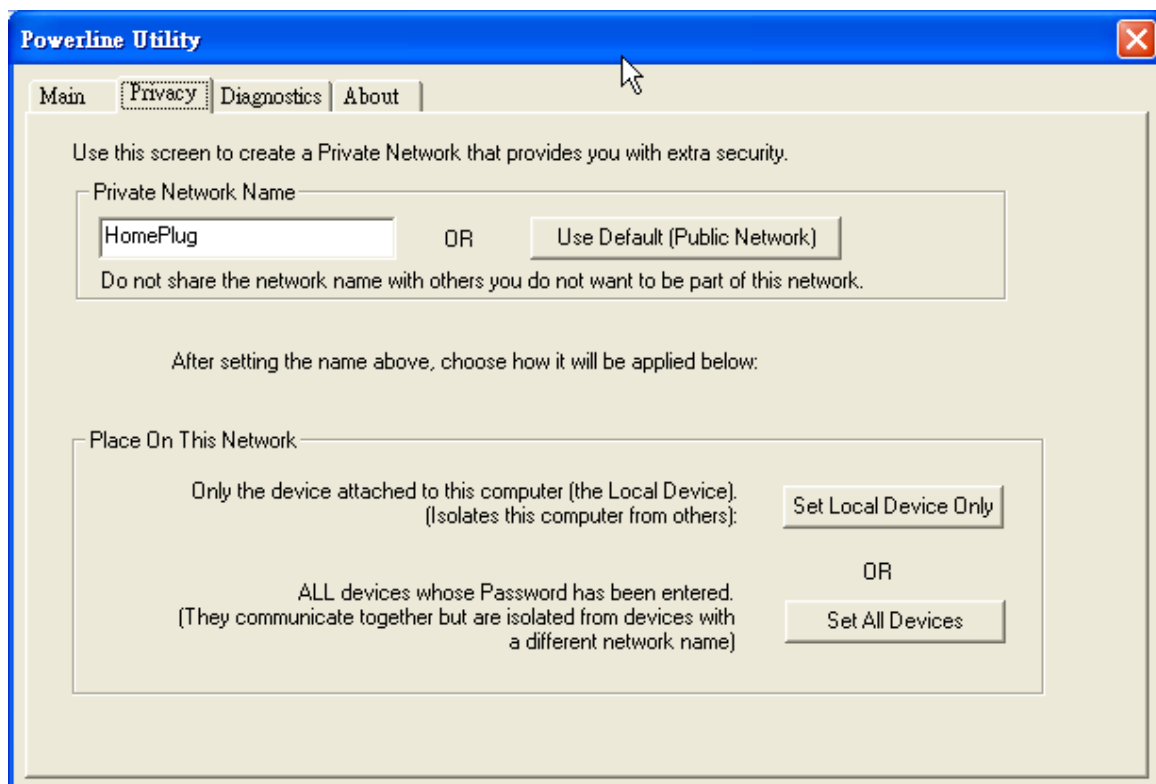 Powerline Utility
Main Privacy Diagnostics About
Use this screen to create a Private Network that provides you with extra security.
Private Network Name
HomePlug OR Use Default (Public Network)
Do not share the network name with others you do not want to be part of this network.
After setting the name above, choose how it will be applied below:
Place On This Network
Only the device attached to this computer (the Local Device).
(Isolates this computer from others):
Set Local Device Only
OR
ALL devices whose Password has been entered.
(They communicate together but are isolated from devices with
a different network name)
Set All Devices